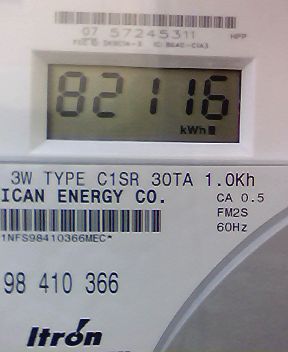 07 57245311 HPP
82116
kWh
3W TYPE C1SR 30TA 1.0Kh
ICAN ENERGY CO. CA 0.5
FM2S
1NFS98410366MEC* 60Hz
98 410 366
Itron